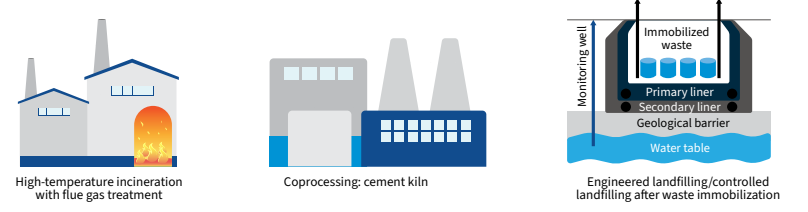 Monitoring well
Immobilized
waste
Primary liner
Secondary liner
Geological barrier
Water table
High-temperature incineration
with flue gas treatment
Coprocessing: cement kiln
Engineered landfilling/controlled
landfilling after waste immobilization